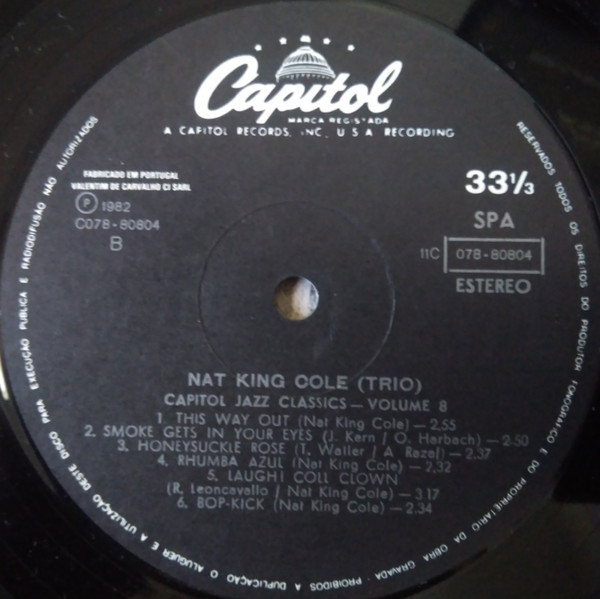 Capitol
MARCA REGISTADA
A CAPITOL RECORDS, INC, U S A RECORDING
FABRICADO EM PORTUGAL
VALENTIM DE CARVALHO CI SARL
Ⓟ 1982
C078-80804
B
33⅓
SPA
11C 078-80804
ESTEREO
NAT KING COLE (TRIO)
CAPITOL JAZZ CLASSICS — VOLUME 8
1. THIS WAY OUT (Nat King Cole) — 2,55
2. SMOKE GETS IN YOUR EYES (J. Kern / O. Harbach) — 2.50
3. HONEYSUCKLE ROSE (T. Waller / A. Razaf) — 2.37
4. RHUMBA AZUL (Nat King Cole) — 2,32
5. LAUGHI COLL CLOWN
(R. Leoncavallo / Nat King Cole) — 3.17
6. BOP-KICK (Nat King Cole) — 2.34
RESERVADOS TODOS OS DIREITOS DO PRODUTOR FONOGRÁFICO E DO PROPRIETÁRIO DA OBRA GRAVADA - PROIBIDOS A DUPLICAÇÃO O ALUGUER E A UTILIZAÇÃO DESTE DISCO PARA EXECUÇÃO PUBLICA E RADIODIFUSÃO NÃO AUTORIZADOS